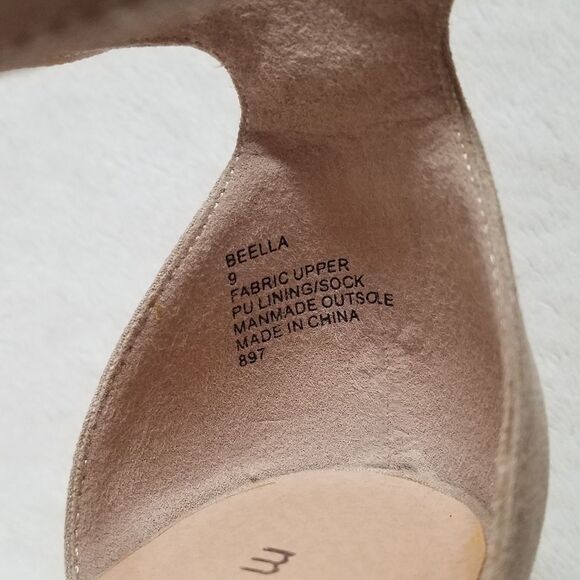 BEELLA
9
FABRIC UPPER
PU LINING/SOCK
MANMADE OUTSOLE
MADE IN CHINA
897